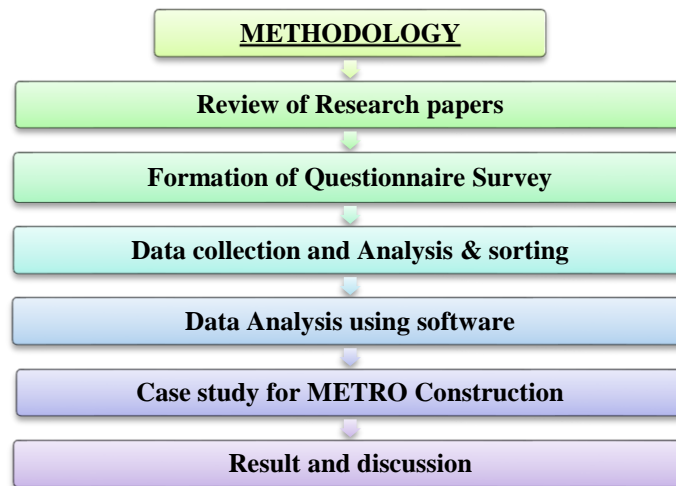 METHODOLOGY
Review of Research papers
Formation of Questionnaire Survey
Data collection and Analysis & sorting
Data Analysis using software
Case study for METRO Construction
Result and discussion